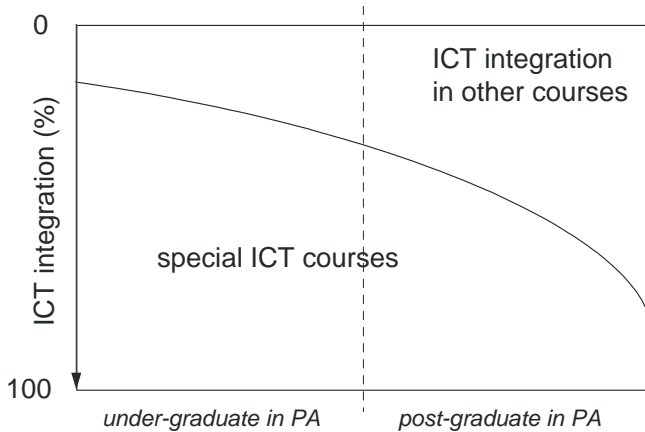 0
ICT integration
in other courses
ICT integration (%)
special ICT courses
100
under-graduate in PA
post-graduate in PA